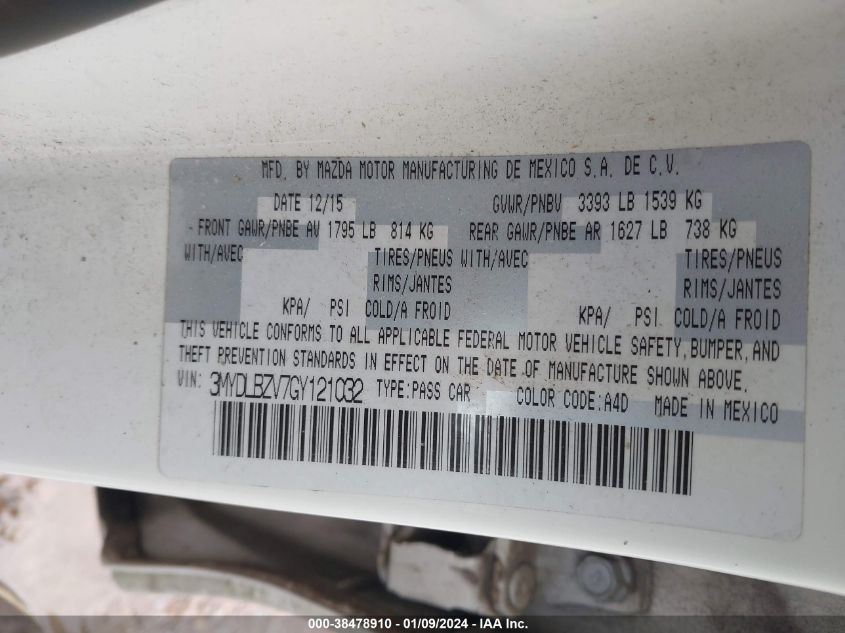 MFD. BY MAZDA MOTOR MANUFACTURING DE MEXICO S.A. DE C.V.
DATE 12/15 GVWR/PNBV 3393 LB 1539 KG
- FRONT GAWR/PNBE AV 1795 LB 814 KG REAR GAWR/PNBE AR 1627 LB 738 KG
WITH/AVEC TIRES/PNEUS WITH/AVEC TIRES/PNEUS
RIMS/JANTES RIMS/JANTES
KPA/ PSI COLD/A FROID KPA/ PSI COLD/A FROID
THIS VEHICLE CONFORMS TO ALL APPLICABLE FEDERAL MOTOR VEHICLE SAFETY, BUMPER, AND
THEFT PREVENTION STANDARDS IN EFFECT ON THE DATE OF MANUFACTURE SHOWN ABOVE.
VIN: 3MYDLBZV7GY121032 TYPE:PASS CAR COLOR CODE:A4D MADE IN MEXICO
000-38478910 - 01/09/2024 - IAA Inc.